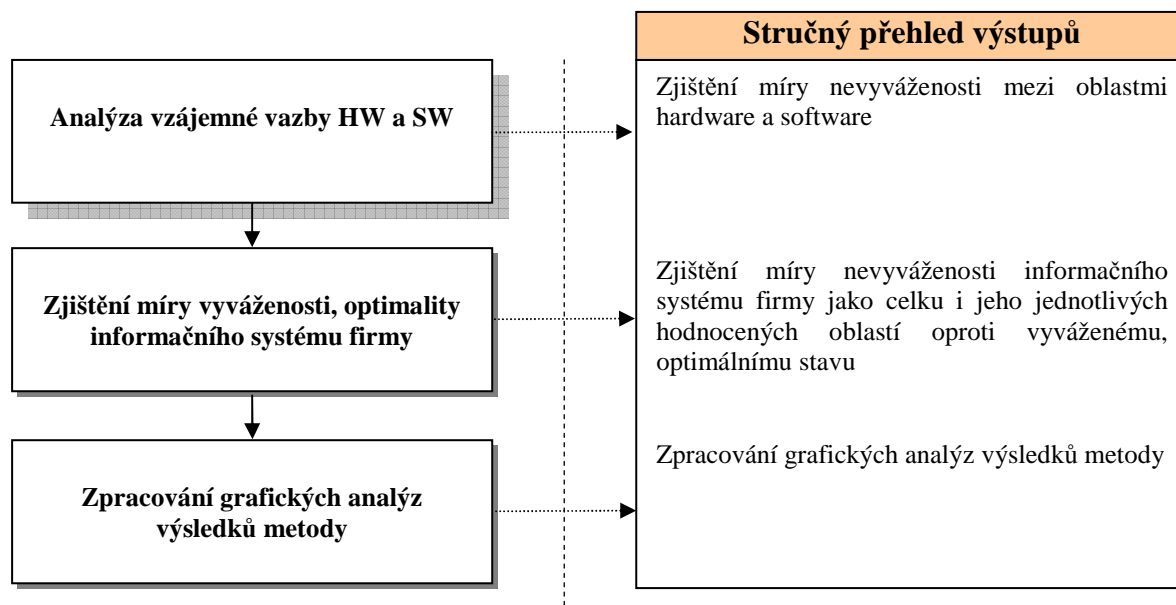 Stručný přehled výstupů
Analýza vzájemné vazby HW a SW
Zjištění míry nevyváženosti mezi oblastmi
hardware a software
Zjištění míry vyváženosti, optimality
informačního systému firmy
Zjištění míry nevyváženosti informačního
systému firmy jako celku i jeho jednotlivých
hodnocených oblastí oproti vyváženému,
optimálnímu stavu
Zpracování grafických analýz
výsledků metody
Zpracování grafických analýz výsledků metody